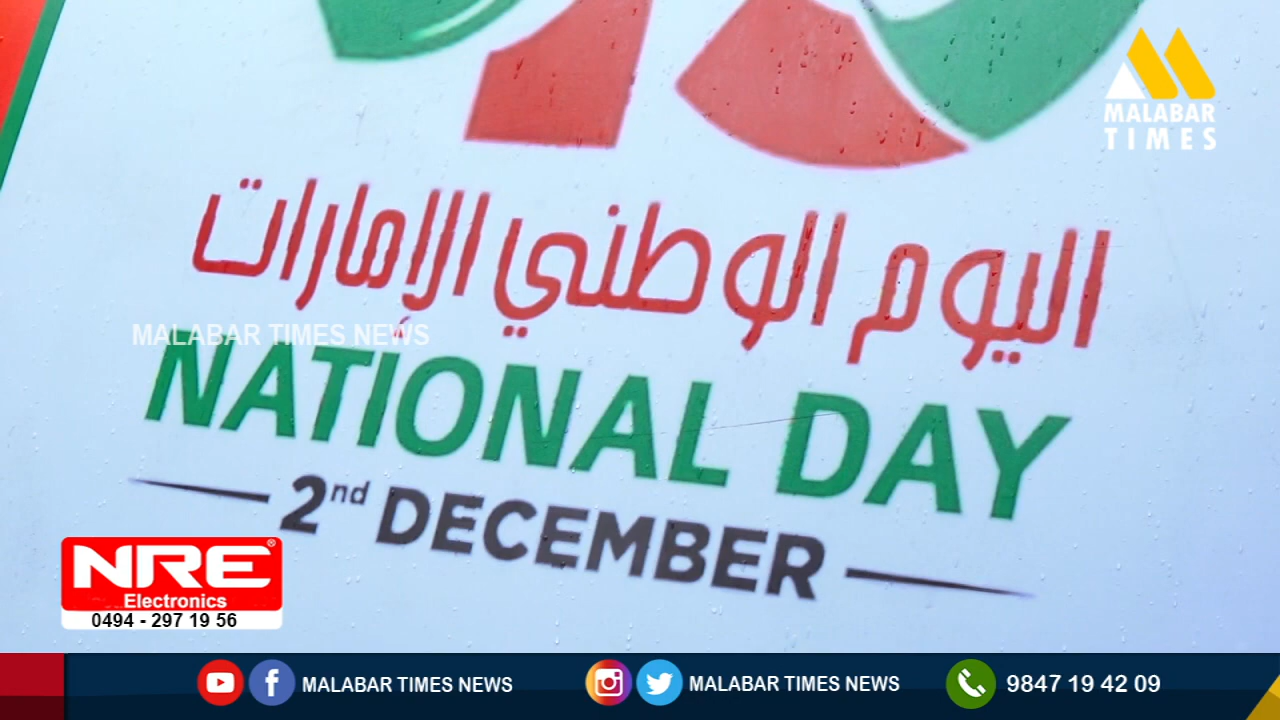 MALABAR
TIMES
اليوم الوطني الإمارات
MALABAR TIMES NEWS
NATIONAL DAY
2nd DECEMBER
NRE®
Electronics
0494 - 297 19 56
MALABAR TIMES NEWS
MALABAR TIMES NEWS
9847 19 42 09